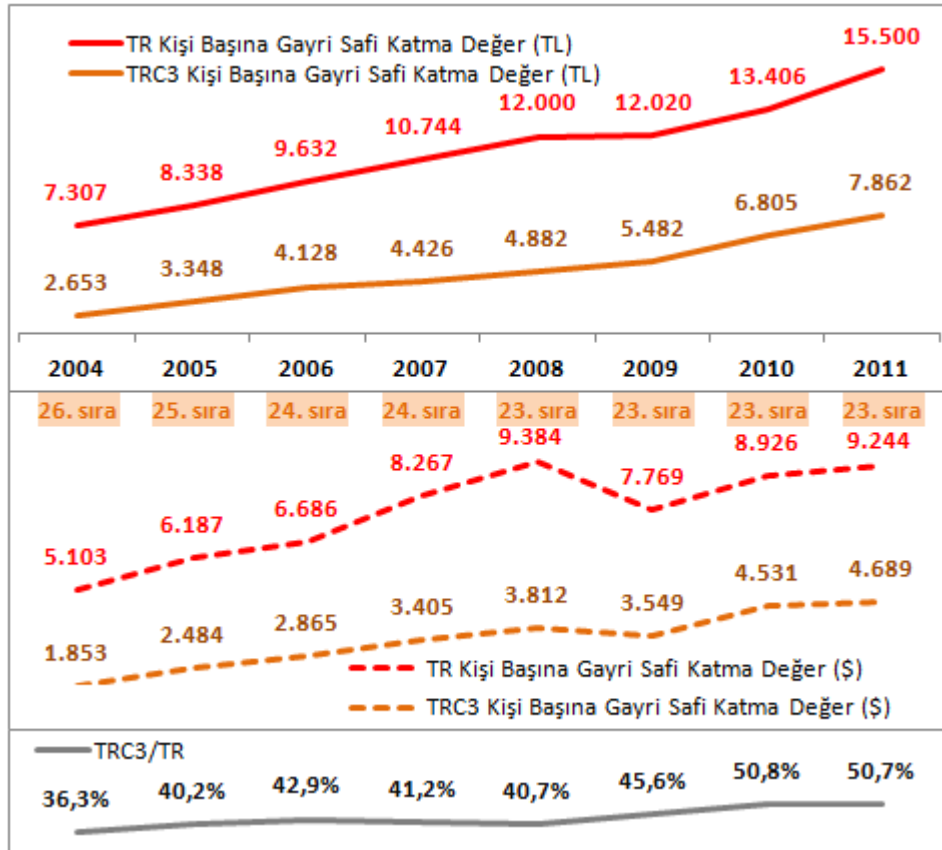 TR Kişi Başına Gayri Safi Katma Değer (TL)
TRC3 Kişi Başına Gayri Safi Katma Değer (TL)
7.307 8.338 9.632 10.744 12.000 12.020 13.406 15.500
2.653 3.348 4.128 4.426 4.882 5.482 6.805 7.862
2004 2005 2006 2007 2008 2009 2010 2011
26. sıra 25. sıra 24. sıra 24. sıra 23. sıra 23. sıra 23. sıra 23. sıra
5.103 6.187 6.686 8.267 9.384 7.769 8.926 9.244
1.853 2.484 2.865 3.405 3.812 3.549 4.531 4.689
TR Kişi Başına Gayri Safi Katma Değer ($)
TRC3 Kişi Başına Gayri Safi Katma Değer ($)
TRC3/TR
36,3% 40,2% 42,9% 41,2% 40,7% 45,6% 50,8% 50,7%